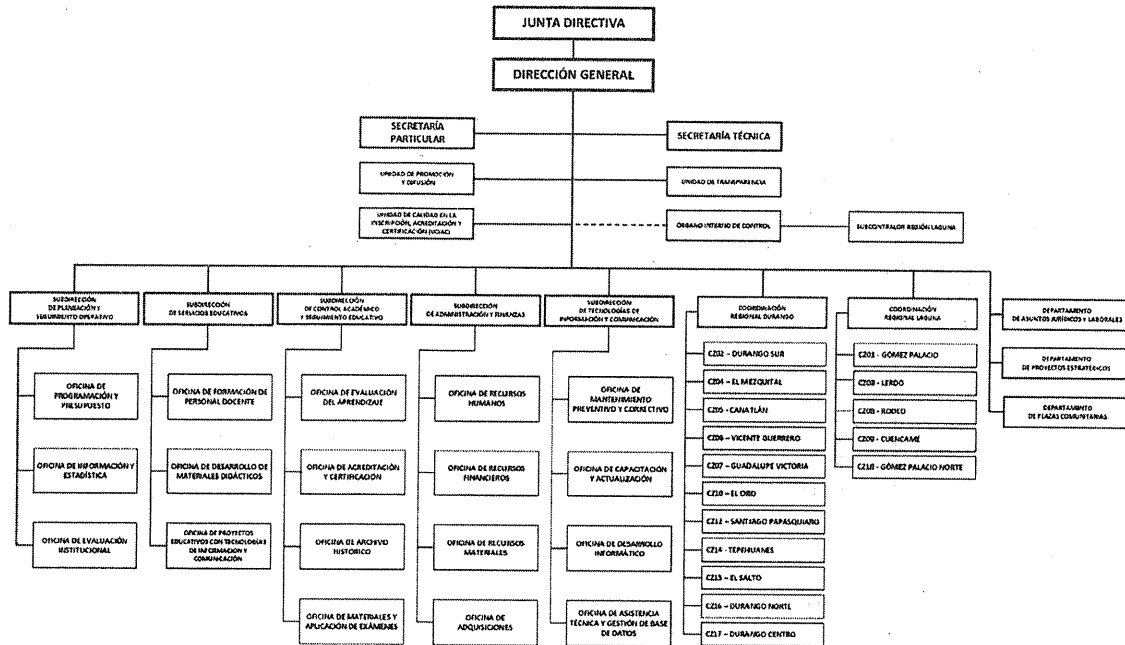 JUNTA DIRECTIVA
DIRECCIÓN GENERAL
SECRETARÍA
PARTICULAR
SECRETARÍA TÉCNICA
UNIDAD DE PROMOCIÓN
Y DIFUSIÓN
UNIDAD DE TRANSPARENCIA
UNIDAD DE CALIDAD EN LA
INSCRIPCIÓN, ACREDITACIÓN Y
CERTIFICACIÓN (UCIAC)
ÓRGANO INTERNO DE CONTROL
SUBCONTRALOR REGIÓN LAGUNA
SUBDIRECCIÓN
DE PLANEACIÓN Y
SEGUIMIENTO OPERATIVO
SUBDIRECCIÓN
DE SERVICIOS EDUCATIVOS
SUBDIRECCIÓN
DE CONTROL ACADÉMICO
Y SEGUIMIENTO EDUCATIVO
SUBDIRECCIÓN
DE ADMINISTRACIÓN Y FINANZAS
SUBDIRECCIÓN
DE TECNOLOGÍAS DE
INFORMACIÓN Y COMUNICACIÓN
COORDINACIÓN
REGIONAL DURANGO
COORDINACIÓN
REGIONAL LAGUNA
DEPARTAMENTO
DE ASUNTOS JURÍDICOS Y LABORALES
DEPARTAMENTO
DE PROYECTOS ESTRATÉGICOS
DEPARTAMENTO
DE PLAZAS COMUNITARIAS
OFICINA DE
PROGRAMACIÓN Y
PRESUPUESTO
OFICINA DE INFORMACIÓN Y
ESTADÍSTICA
OFICINA DE EVALUACIÓN
INSTITUCIONAL
OFICINA DE FORMACIÓN DE
PERSONAL DOCENTE
OFICINA DE DESARROLLO DE
MATERIALES DIDÁCTICOS
OFICINA DE PROYECTOS
EDUCATIVOS CON TECNOLOGÍAS
DE INFORMACION Y
COMUNICACIÓN
OFICINA DE EVALUACIÓN
DEL APRENDIZAJE
OFICINA DE ACREDITACIÓN
Y CERTIFICACION
OFICINA DE ARCHIVO
HISTORICO
OFICINA DE MATERIALES Y
APLICACIÓN DE EXÁMENES
OFICINA DE RECURSOS
HUMANOS
OFICINA DE RECURSOS
FINANCIEROS
OFICINA DE RECURSOS
MATERIALES
OFICINA DE
ADQUISICIONES
OFICINA DE
MANTENIMIENTO
PREVENTIVO Y CORRECTIVO
OFICINA DE CAPACITACIÓN
Y ACTUALIZACIÓN
OFICINA DE DESARROLLO
INFORMÁTICO
OFICINA DE ASISTENCIA
TÉCNICA Y GESTIÓN DE BASE
DE DATOS
CZ02 – DURANGO SUR
CZ04 – EL MEZQUITAL
CZ05 - CANATLÁN
CZ06 – VICENTE GUERRERO
CZ07 – GUADALUPE VICTORIA
CZ10 – EL ORO
CZ12 – SANTIAGO PAPASQUIARO
CZ14 - TEPEHUANES
CZ15 – EL SALTO
CZ16 – DURANGO NORTE
CZ17 – DURANGO CENTRO
CZ01 - GÓMEZ PALACIO
CZ03 - LERDO
CZ08 - RODEO
CZ09 - CUENCAMÉ
CZ18 - GÓMEZ PALACIO NORTE